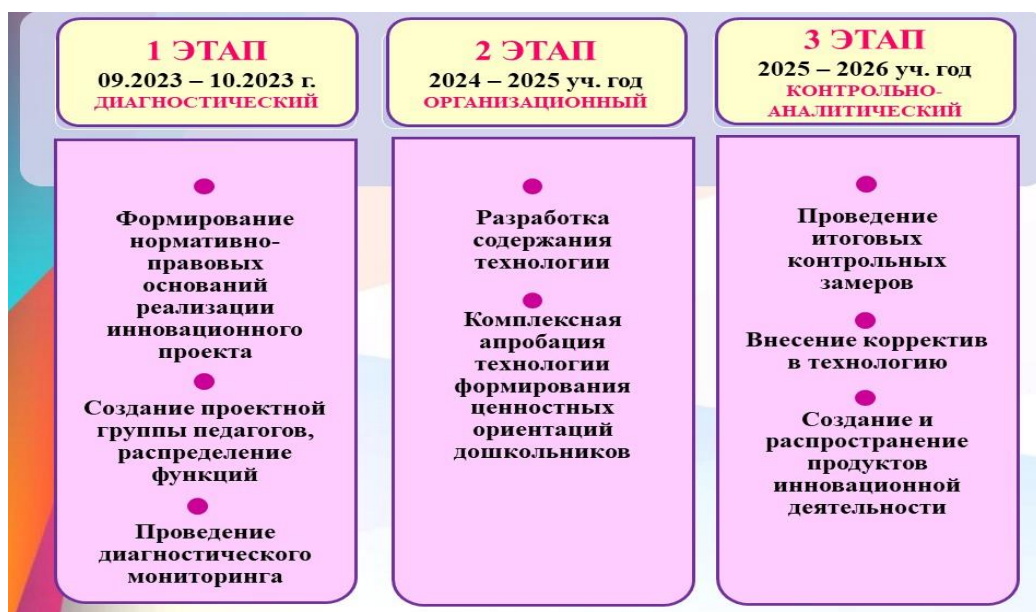 1 ЭТАП
09.2023 – 10.2023 г.
ДИАГНОСТИЧЕСКИЙ
Формирование
нормативно-
правовых
оснований
реализации
инновационного
проекта
Создание проектной
группы педагогов,
распределение
функций
Проведение
диагностического
мониторинга
2 ЭТАП
2024 – 2025 уч. год
ОРГАНИЗАЦИОННЫЙ
Разработка
содержания
технологии
Комплексная
апробация
технологии
формирования
ценностных
ориентаций
дошкольников
3 ЭТАП
2025 – 2026 уч. год
КОНТРОЛЬНО-
АНАЛИТИЧЕСКИЙ
Проведение
итоговых
контрольных
замеров
Внесение корректив
в технологию
Создание и
распространение
продуктов
инновационной
деятельности